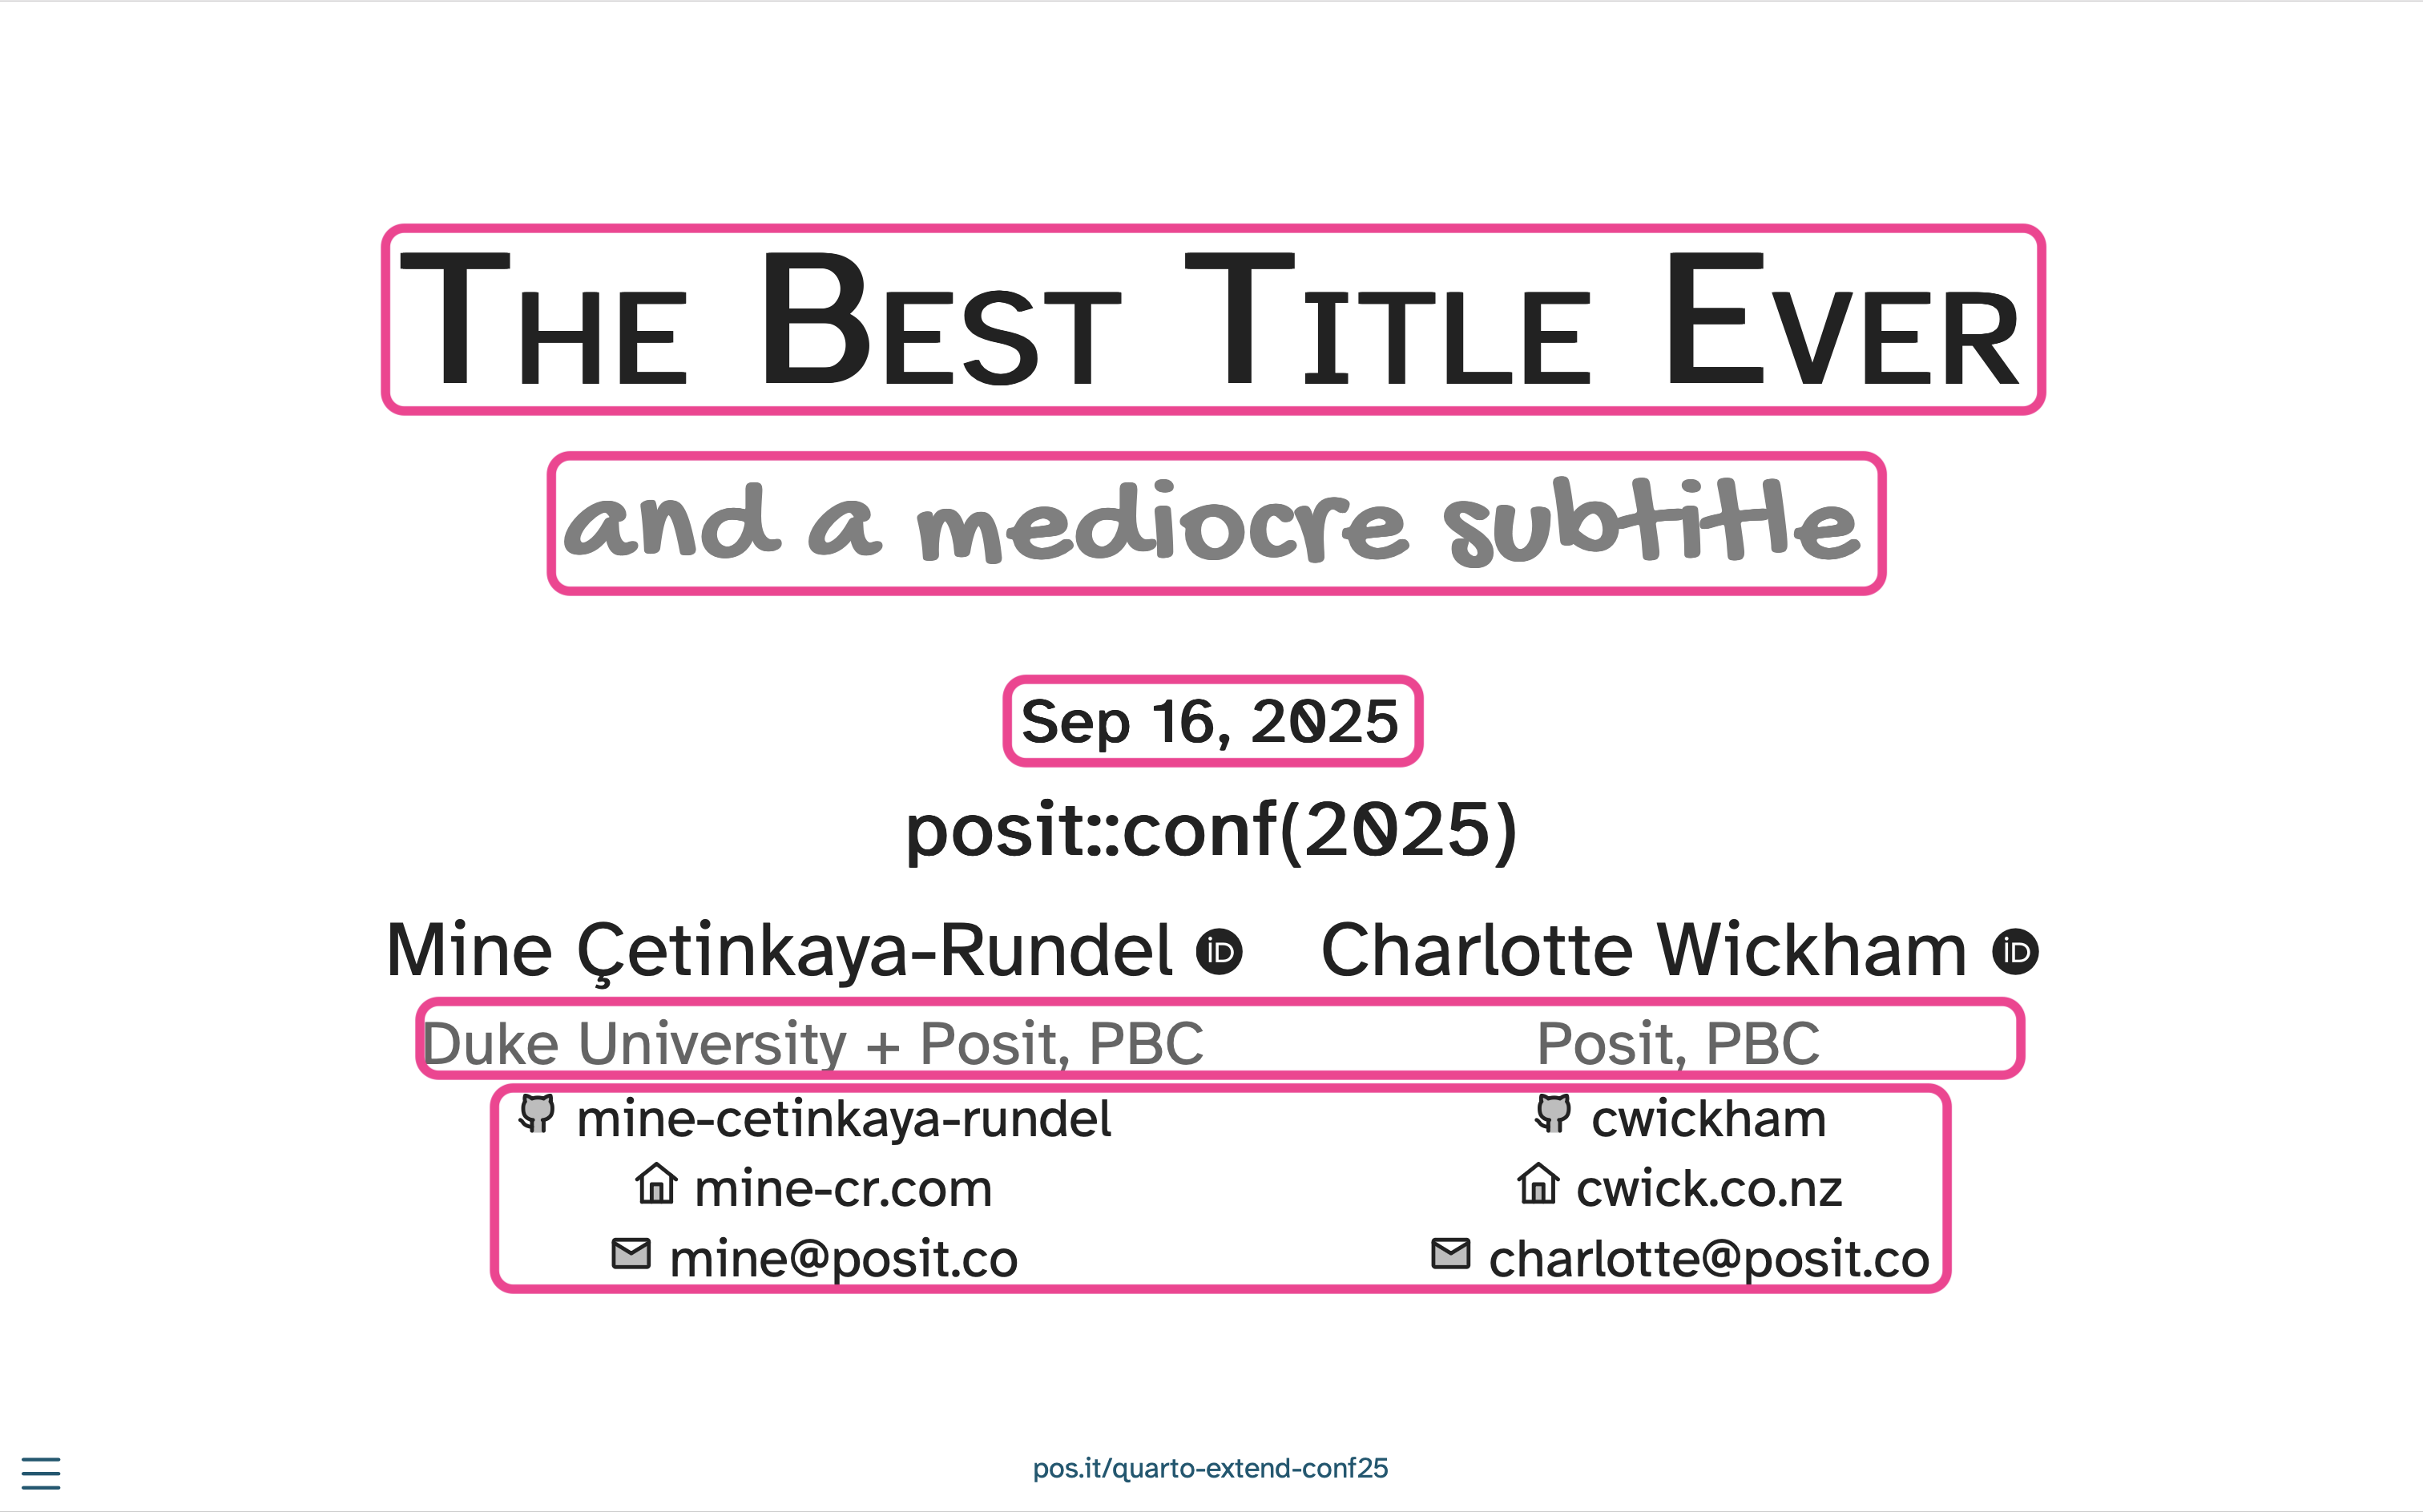 The Best Title Ever
and a mediocre subtitle
Sep 16, 2025
posit::conf(2025)
Mine Çetinkaya-Rundel iD Charlotte Wickham iD
Duke University + Posit, PBC Posit, PBC
mine-cetinkaya-rundel cwickham
mine-cr.com cwick.co.nz
mine@posit.co charlotte@posit.co
pos.it/quarto-extend-conf25